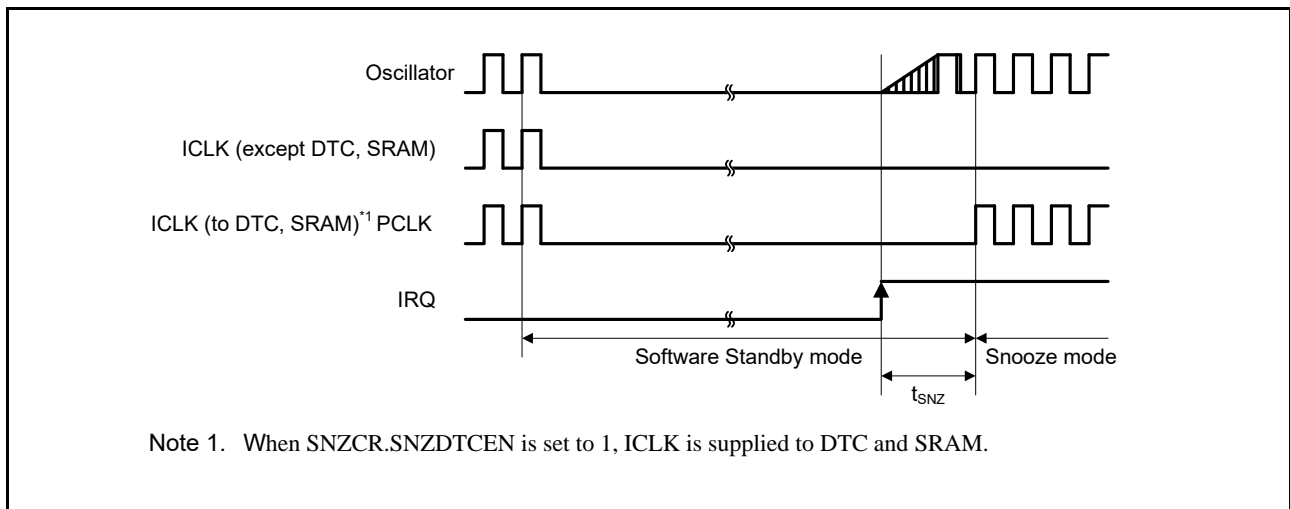 Oscillator
ICLK (except DTC, SRAM)
ICLK (to DTC, SRAM)*1 PCLK
IRQ
Software Standby mode
Snooze mode
tSNZ
Note 1. When SNZCR.SNZDTCEN is set to 1, ICLK is supplied to DTC and SRAM.